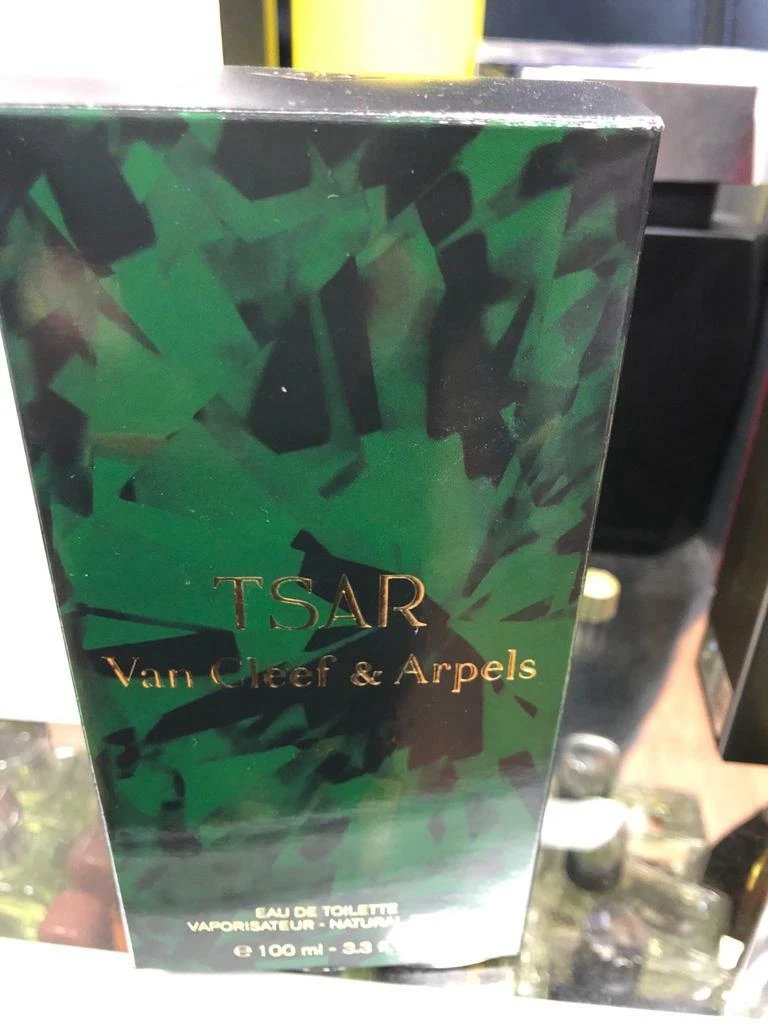 TSAR
Van Cleef & Arpels
EAU DE TOILETTE
VAPORISATEUR - NATURAL
℮ 100 ml - 3.3